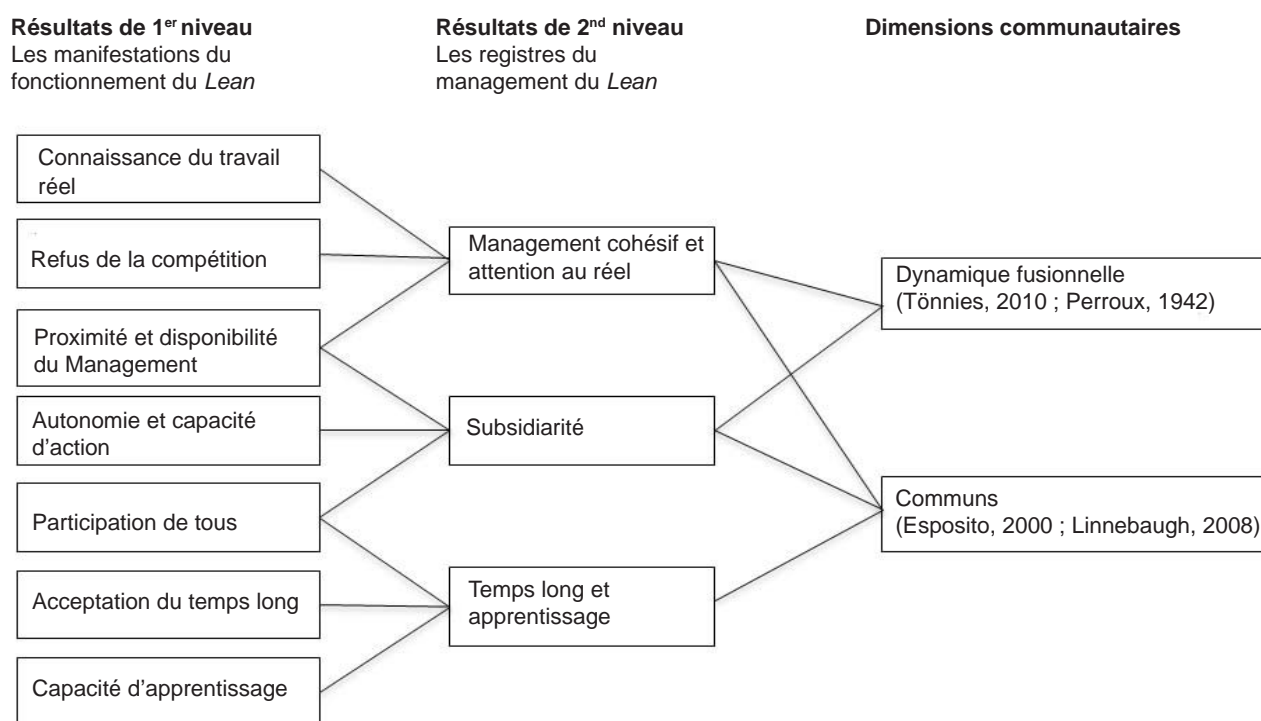 Résultats de 1er niveau
Les manifestations du
fonctionnement du Lean
Résultats de 2nd niveau
Les registres du
management du Lean
Dimensions communautaires
Connaissance du travail
réel
Refus de la compétition
Proximité et disponibilité
du Management
Autonomie et capacité
d'action
Participation de tous
Acceptation du temps long
Capacité d'apprentissage
Management cohésif et
attention au réel
Subsidiarité
Temps long et
apprentissage
Dynamique fusionnelle
(Tönnies, 2010 ; Perroux, 1942)
Communs
(Esposito, 2000 ; Linnebaugh, 2008)